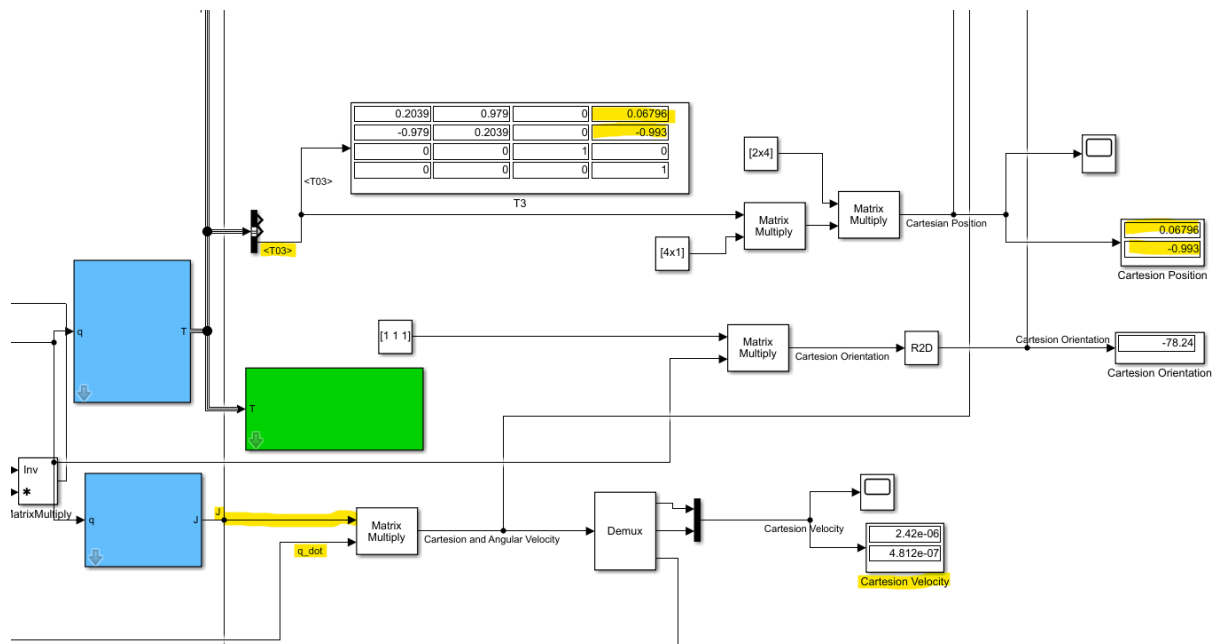 0.2039 0.979 0 0.06796
-0.979 0.2039 0 -0.993
0 0 1 0
0 0 0 1
<T03>
T3
[2x4]
Matrix
Multiply
Matrix
Multiply
Cartesian Position
[4x1]
<T03>
0.06796
-0.993
Cartesion Position
q
T
[1 1 1]
Matrix
Multiply
Cartesion Orientation
R2D
Cartesion Orientation
-78.24
Cartesion Orientation
T
Inv
*
MatrixMultiply
q
J
J
q_dot
Matrix
Multiply
Cartesion and Angular Velocity
Demux
Cartesion Velocity
2.42e-06
4.812e-07
Cartesion Velocity